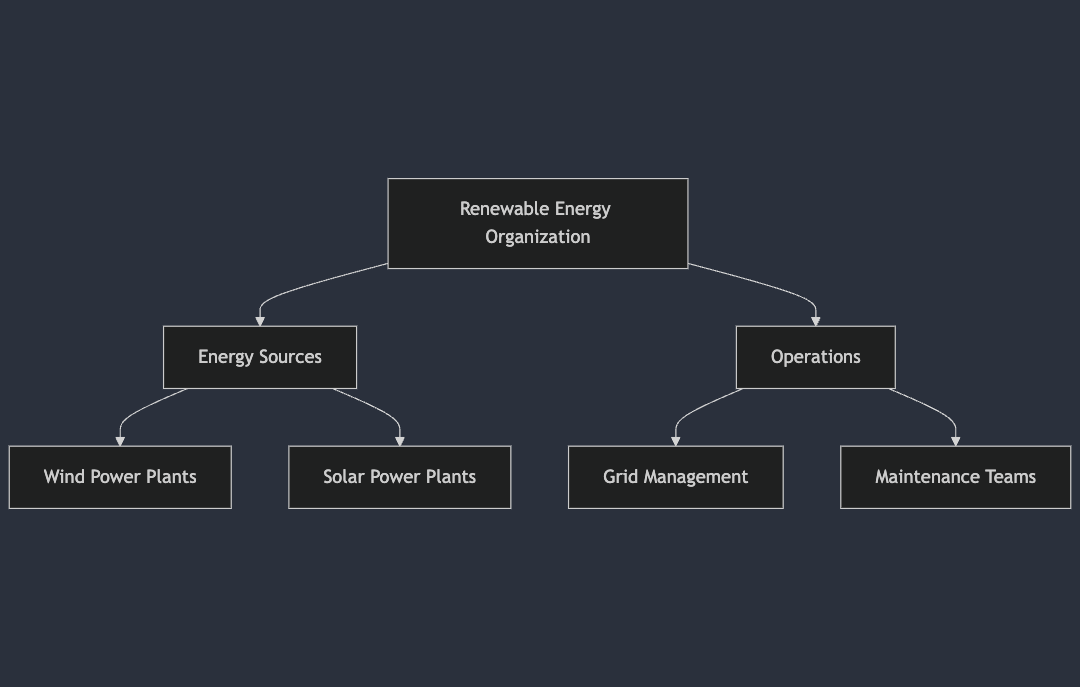 Renewable Energy
Organization
Energy Sources
Operations
Wind Power Plants
Solar Power Plants
Grid Management
Maintenance Teams